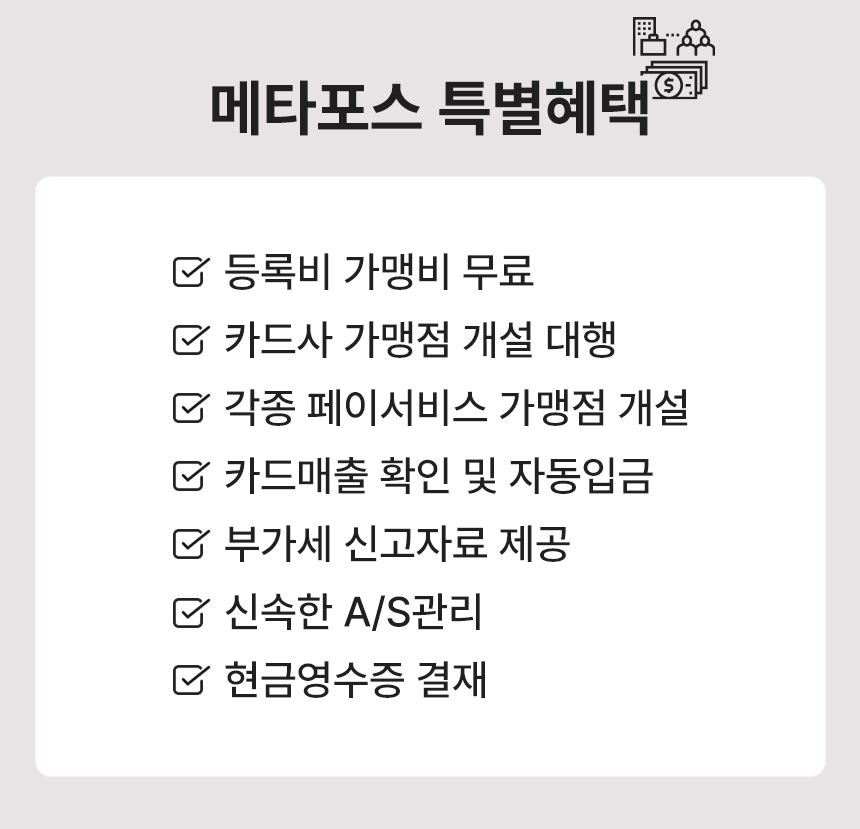 메타포스 특별혜택
등록비 가맹비 무료
카드사 가맹점 개설 대행
각종 페이서비스 가맹점 개설
카드매출 확인 및 자동입금
부가세 신고자료 제공
신속한 A/S관리
현금영수증 결재